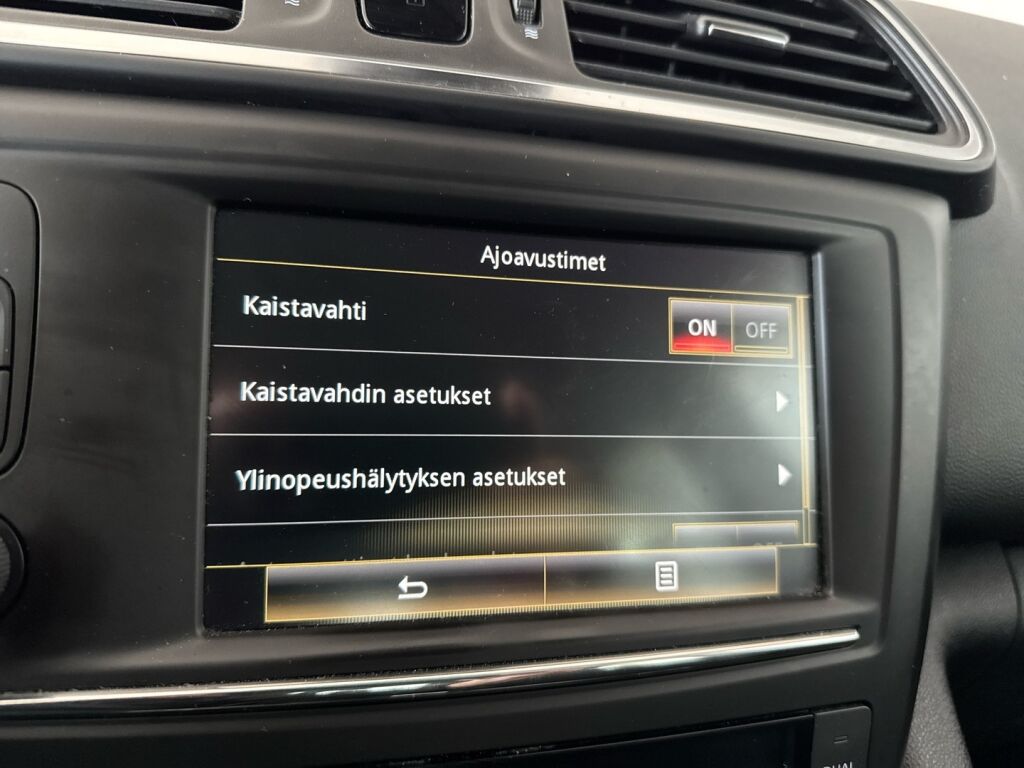 Ajoavustimet
Kaistavahti
ON OFF
Kaistavahdin asetukset
Ylinopeushälytyksen asetukset